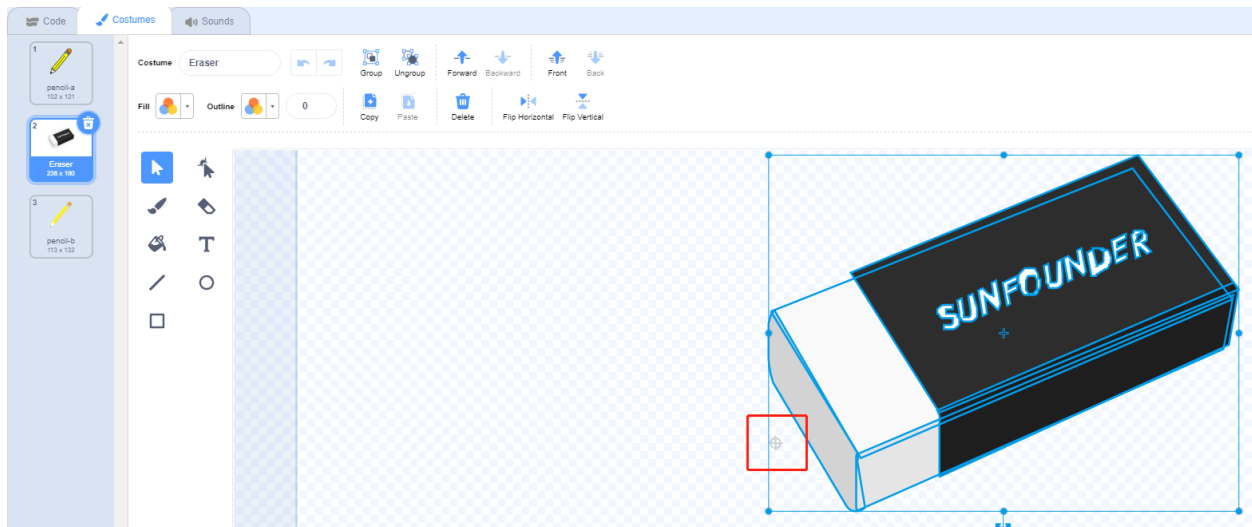 Code Costumes Sounds
1
pencil-a
102 x 121
2
Eraser
238 x 180
3
pencil-b
113 x 132
Costume Eraser
Group Ungroup Forward Backward Front Back
Fill Outline 0
Copy Paste Delete Flip Horizontal Flip Vertical
T
SUNFOUNDER